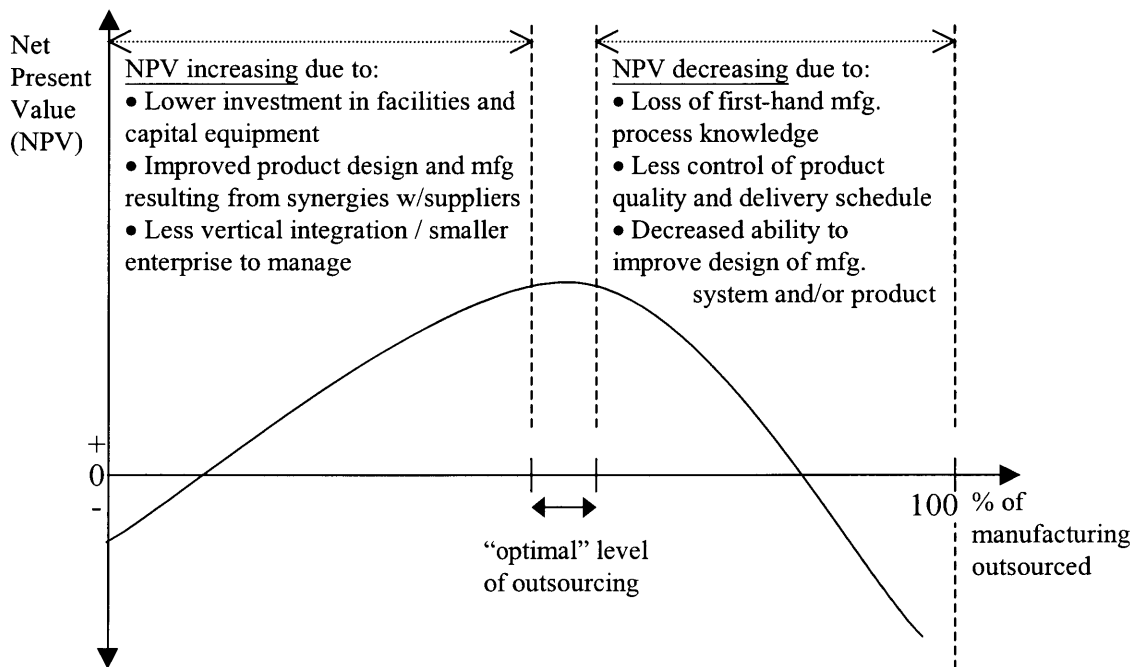 Net
Present
Value
(NPV)
NPV increasing due to:
• Lower investment in facilities and
capital equipment
• Improved product design and mfg
resulting from synergies w/suppliers
• Less vertical integration / smaller
enterprise to manage
NPV decreasing due to:
• Loss of first-hand mfg.
process knowledge
• Less control of product
quality and delivery schedule
• Decreased ability to
improve design of mfg.
system and/or product
+
0
-
100
% of
manufacturing
outsourced
“optimal” level
of outsourcing